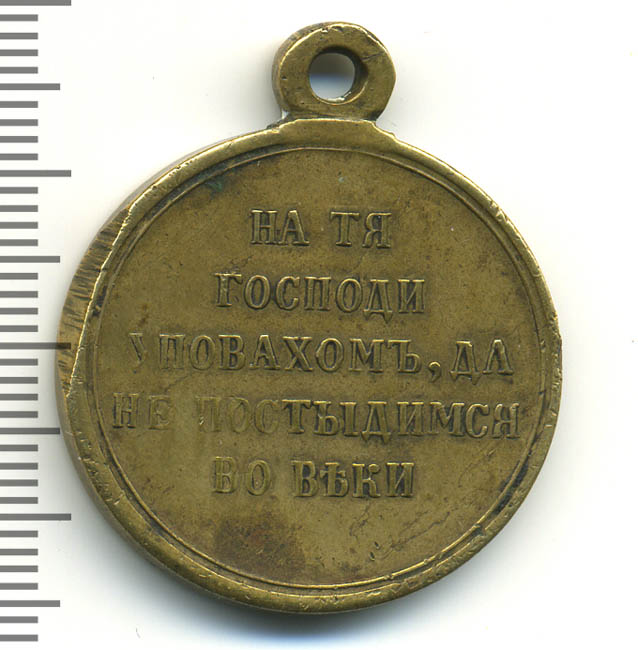 НА ТЯ
ГОСПОДИ
УПОВАХОМЪ, ДА
НЕ ПОСТЫДИМСЯ
ВО ВѢКИ